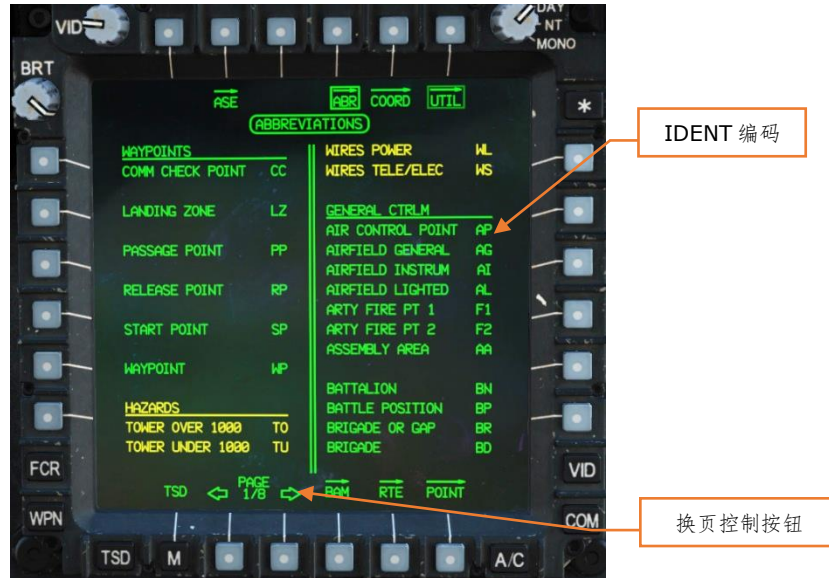 VID
DAY
NT
MONO
BRT
ASE
ABR
COORD
UTIL
*
ABBREVIATIONS
WAYPOINTS
COMM CHECK POINT CC
LANDING ZONE LZ
PASSAGE POINT PP
RELEASE POINT RP
START POINT SP
WAYPOINT WP
HAZARDS
TOWER OVER 1000 TO
TOWER UNDER 1000 TU
WIRES POWER WL
WIRES TELE/ELEC WS
GENERAL CTRLM
AIR CONTROL POINT AP
AIRFIELD GENERAL AG
AIRFIELD INSTRUM AI
AIRFIELD LIGHTED AL
ARTY FIRE PT 1 F1
ARTY FIRE PT 2 F2
ASSEMBLY AREA AA
BATTALION BN
BATTLE POSITION BP
BRIGADE OR GAP BR
BRIGADE BD
TSD
PAGE
1/8
BAM
RTE
POINT
FCR
WPN
TSD
M
A/C
VID
COM
IDENT 编码
换页控制按钮